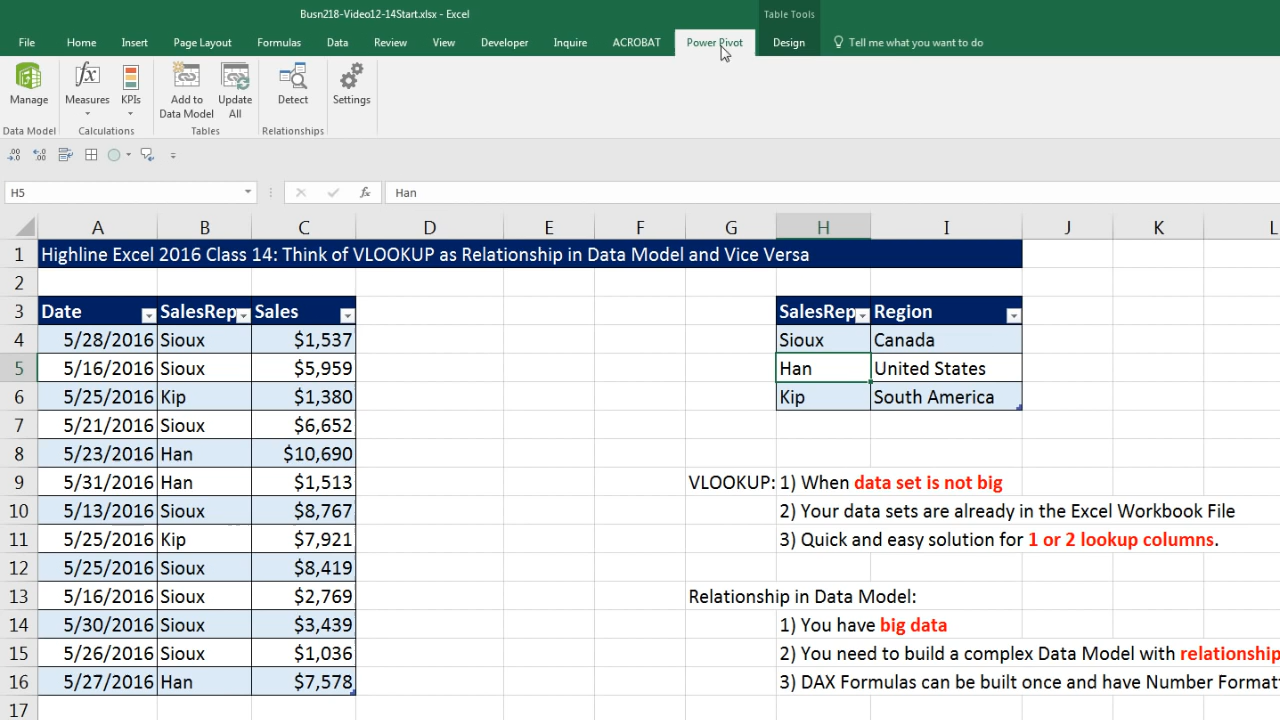 Busn218-Video12-14Start.xlsx - Excel
Table Tools
File Home Insert Page Layout Formulas Data Review View Developer Inquire ACROBAT Power Pivot Design Tell me what you want to do
Manage Measures KPIs Add to Data Model Update All Detect Settings
Data Model Calculations Tables Relationships
H5 fx Han
A B C D E F G H I J K L
1 Highline Excel 2016 Class 14: Think of VLOOKUP as Relationship in Data Model and Vice Versa
2
3 Date SalesRep Sales SalesRep Region
4 5/28/2016 Sioux $1,537 Sioux Canada
5 5/16/2016 Sioux $5,959 Han United States
6 5/25/2016 Kip $1,380 Kip South America
7 5/21/2016 Sioux $6,652
8 5/23/2016 Han $10,690
9 5/31/2016 Han $1,513 VLOOKUP: 1) When data set is not big
10 5/13/2016 Sioux $8,767 2) Your data sets are already in the Excel Workbook File
11 5/25/2016 Kip $7,921 3) Quick and easy solution for 1 or 2 lookup columns.
12 5/25/2016 Sioux $8,419
13 5/16/2016 Sioux $2,769 Relationship in Data Model:
14 5/30/2016 Sioux $3,439 1) You have big data
15 5/26/2016 Sioux $1,036 2) You need to build a complex Data Model with relationship
16 5/27/2016 Han $7,578 3) DAX Formulas can be built once and have Number Format
17